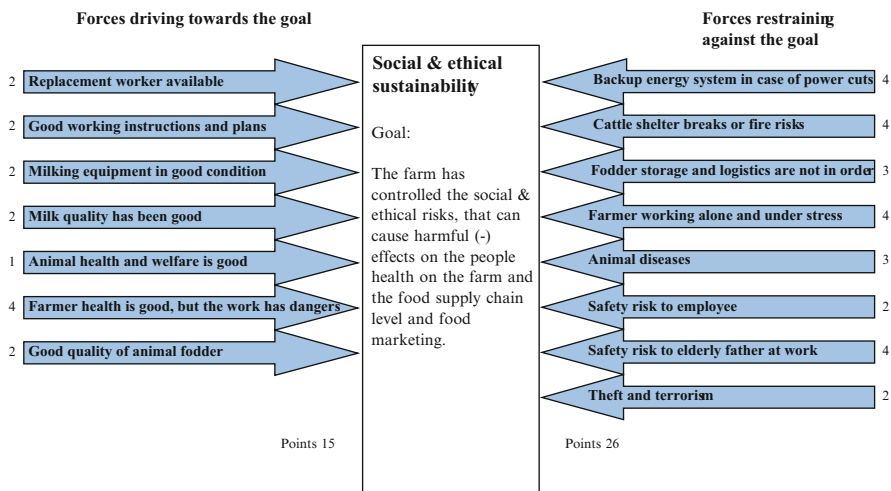 Forces driving towards the goal
2 Replacement worker available
2 Good working instructions and plans
2 Milking equipment in good condition
2 Milk quality has been good
1 Animal health and welfare is good
4 Farmer health is good, but the work has dangers
2 Good quality of animal fodder
Points 15
Social & ethical
sustainability
Goal:
The farm has
controlled the social &
ethical risks, that can
cause harmful (-)
effects on the people
health on the farm and
the food supply chain
level and food
marketing.
Forces restraining
against the goal
Backup energy system in case of power cuts 4
Cattle shelter breaks or fire risks 4
Fodder storage and logistics are not in order 3
Farmer working alone and under stress 4
Animal diseases 3
Safety risk to employee 2
Safety risk to elderly father at work 4
Theft and terrorism 2
Points 26